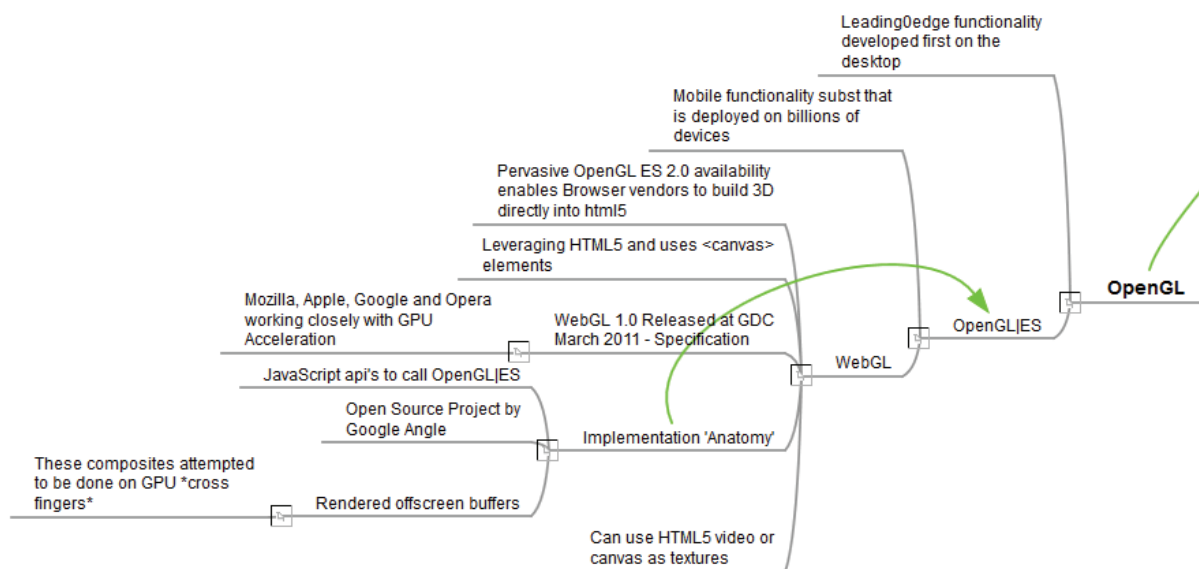 Leading0edge functionality
developed first on the
desktop
Mobile functionality subst that
is deployed on billions of
devices
Pervasive OpenGL ES 2.0 availability
enables Browser vendors to build 3D
directly into html5
Leveraging HTML5 and uses <canvas>
elements
OpenGL
Mozilla, Apple, Google and Opera
working closely with GPU
Acceleration
WebGL 1.0 Released at GDC
March 2011 - Specification
OpenGL|ES
WebGL
JavaScript api's to call OpenGL|ES
Open Source Project by
Google Angle
Implementation 'Anatomy'
These composites attempted
to be done on GPU *cross
fingers*
Rendered offscreen buffers
Can use HTML5 video or
canvas as textures